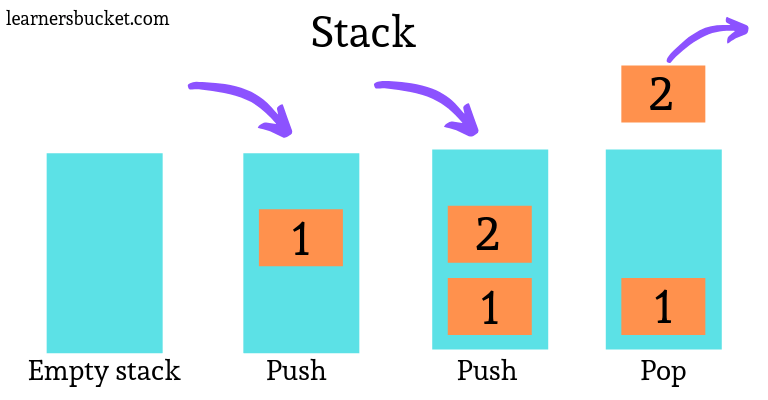 learnersbucket.com
Stack
2
1
2
1
1
Empty stack
Push
Push
Pop